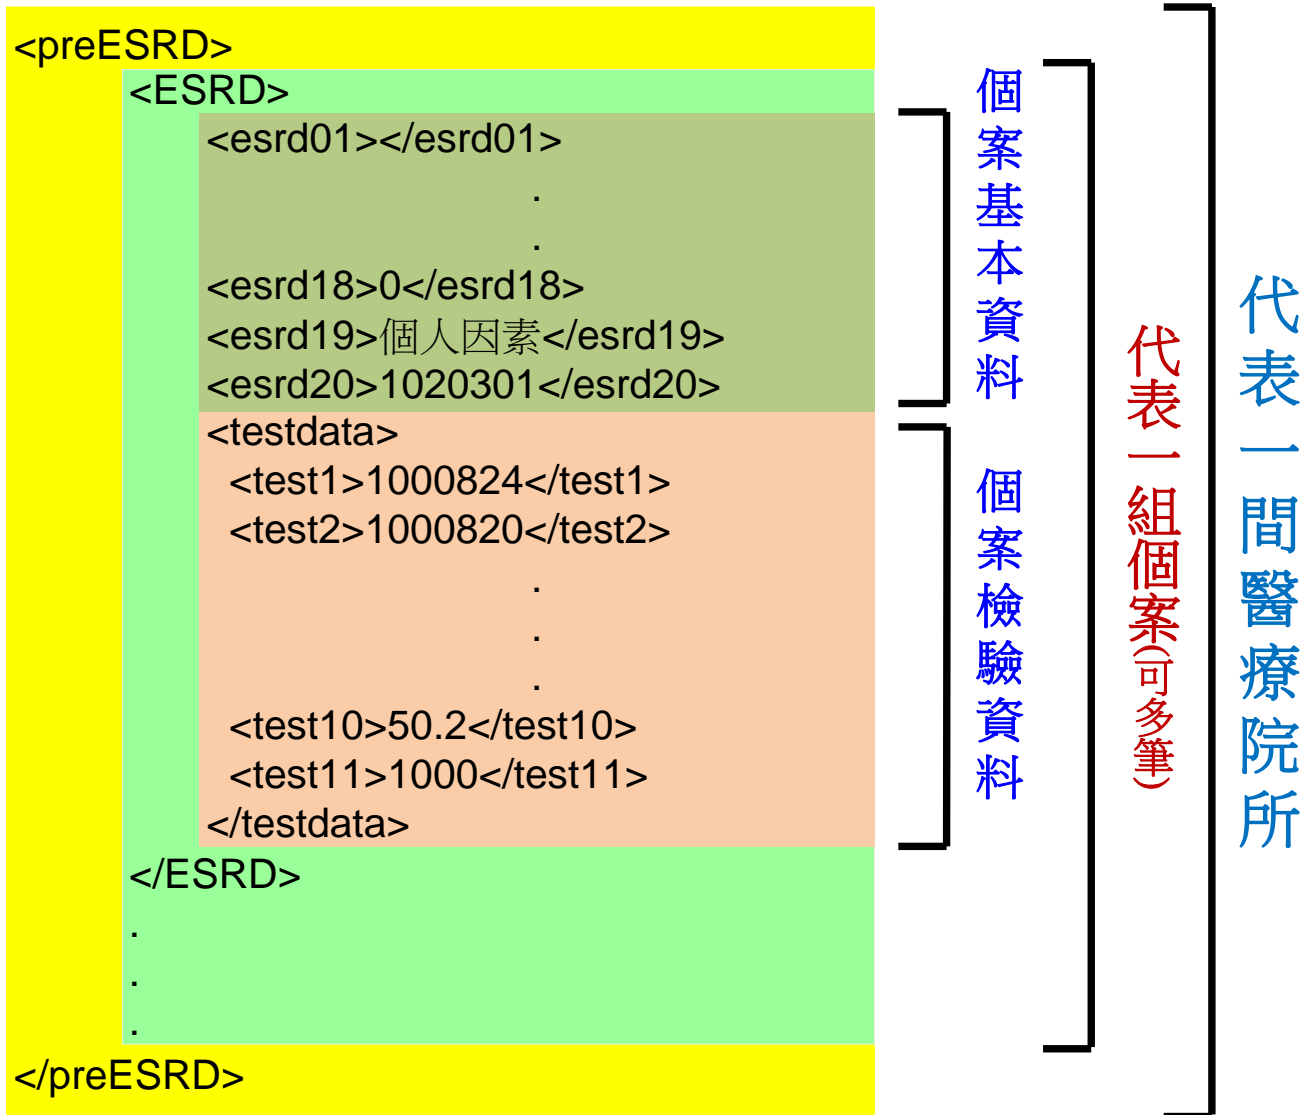 <preESRD>
<ESRD>
<esrd01></esrd01>
.
.
<esrd18>0</esrd18>
<esrd19>個人因素</esrd19>
<esrd20>1020301</esrd20>
<testdata>
<test1>1000824</test1>
<test2>1000820</test2>
.
.
.
<test10>50.2</test10>
<test11>1000</test11>
</testdata>
</ESRD>
.
.
.
</preESRD>
個案基本資料
個案檢驗資料
代表一組個案(可多筆)
代表一間醫療院所